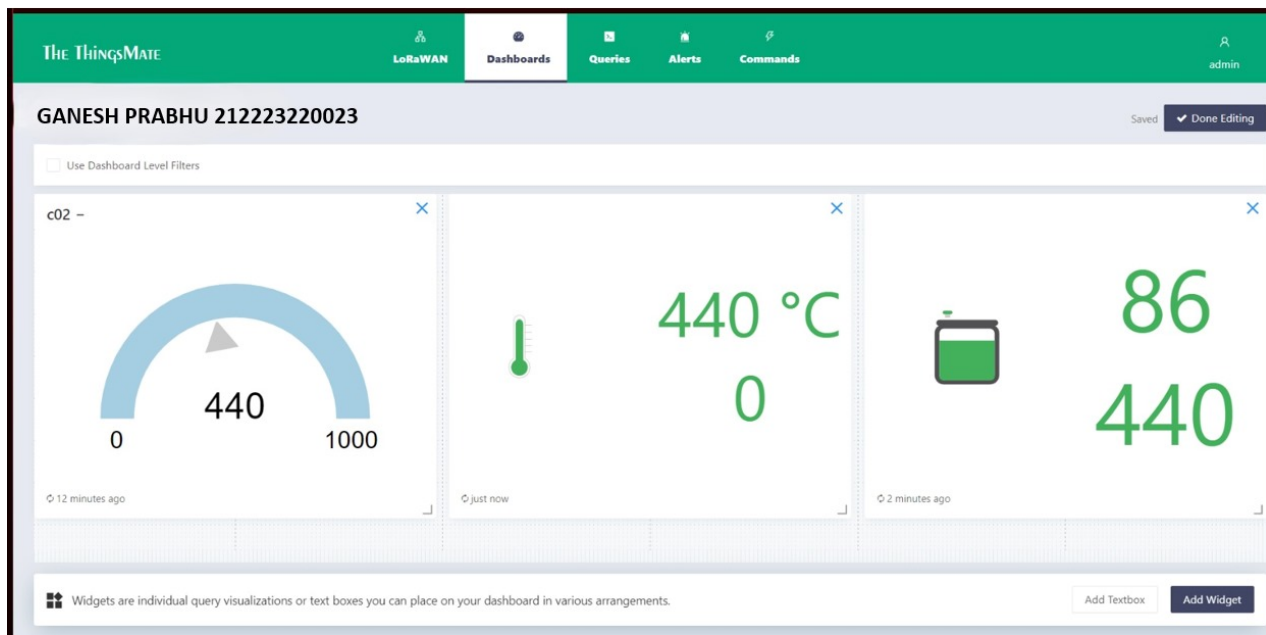 THE THINGSMATE
LoRaWAN
Dashboards
Queries
Alerts
Commands
admin
GANESH PRABHU 212223220023
Saved
Done Editing
Use Dashboard Level Filters
c02 –
440
0
1000
12 minutes ago
440 °C
0
just now
86
440
2 minutes ago
Widgets are individual query visualizations or text boxes you can place on your dashboard in various arrangements.
Add Textbox
Add Widget